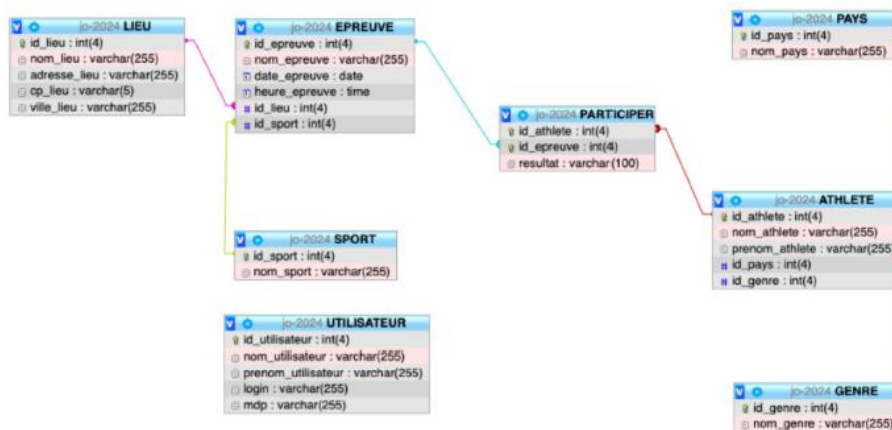 jo-2024 LIEU
id_lieu : int(4)
nom_lieu : varchar(255)
adresse_lieu : varchar(255)
cp_lieu : varchar(5)
ville_lieu : varchar(255)
jo-2024 EPREUVE
id_epreuve : int(4)
nom_epreuve : varchar(255)
date_epreuve : date
heure_epreuve : time
id_lieu : int(4)
id_sport : int(4)
jo-2024 PAYS
id_pays : int(4)
nom_pays : varchar(255)
jo-2024 PARTICIPER
id_athlete : int(4)
id_epreuve : int(4)
resultat : varchar(100)
jo-2024 ATHLETE
id_athlete : int(4)
nom_athlete : varchar(255)
prenom_athlete : varchar(255)
id_pays : int(4)
id_genre : int(4)
jo-2024 SPORT
id_sport : int(4)
nom_sport : varchar(255)
jo-2024 UTILISATEUR
id_utilisateur : int(4)
nom_utilisateur : varchar(255)
prenom_utilisateur : varchar(255)
login : varchar(255)
mdp : varchar(255)
jo-2024 GENRE
id_genre : int(4)
nom_genre : varchar(255)